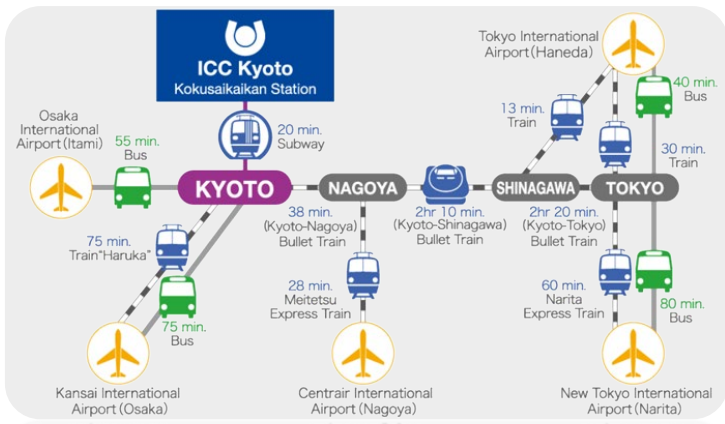 ICC Kyoto
Kokusaikaikan Station
Tokyo International
Airport(Haneda)
40 min.
Bus
13 min.
Train
Osaka
International
Airport(Itami)
55 min.
Bus
20 min.
Subway
30 min.
Train
KYOTO
NAGOYA
SHINAGAWA
TOKYO
38 min.
(Kyoto-Nagoya)
Bullet Train
2hr 10 min.
(Kyoto-Shinagawa)
Bullet Train
2hr 20 min.
(Kyoto-Tokyo)
Bullet Train
75 min.
Train"Haruka"
28 min.
Meitetsu
Express Train
60 min.
Narita
Express Train
80 min.
Bus
75 min.
Bus
Kansai International
Airport(Osaka)
Centrair International
Airport(Nagoya)
New Tokyo International
Airport(Narita)